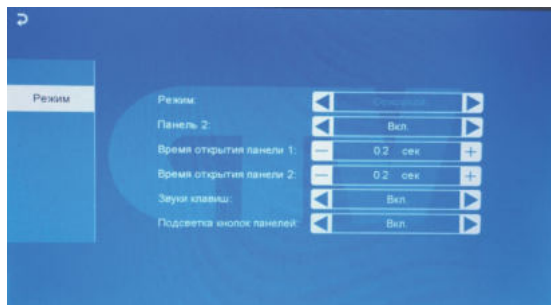 Режим
Режим:
Панель 2: Вкл.
Время открытия панели 1: — 02 сек +
Время открытия панели 2: — 02 сек +
Звуки клавиш: Вкл.
Подсветка кнопок панелей: Вкл.